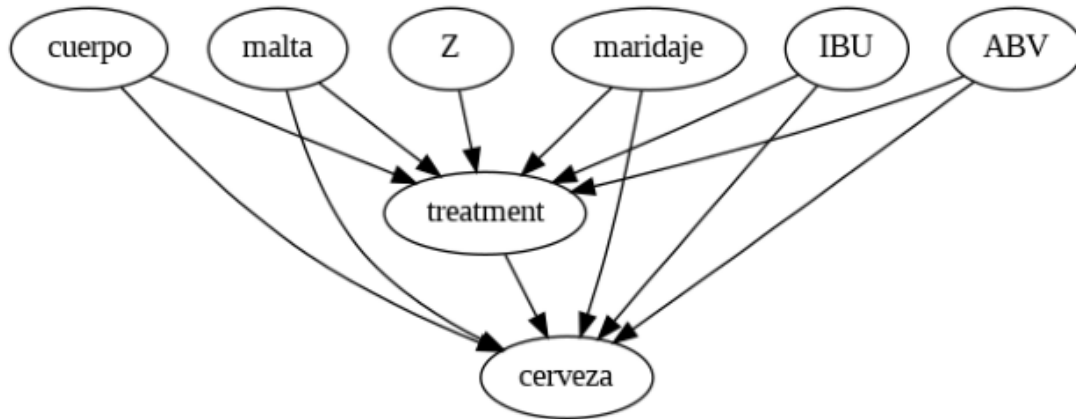 cuerpo
malta
Z
maridaje
IBU
ABV
treatment
cerveza